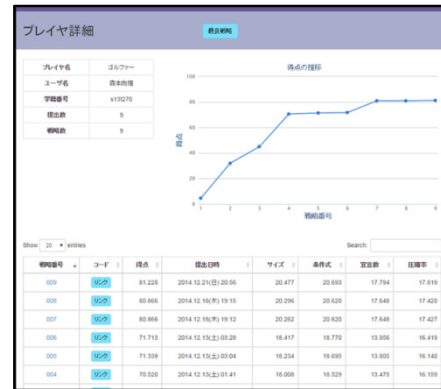 プレイヤ詳細
最良戦略
プレイヤ名 ゴルファー
ユーザ名
学籍番号 s13t270
提出数 9
戦略数 9
得点の推移
得点
100
80
60
40
20
0
1 2 3 4 5 6 7 8 9
戦略番号
Show 20 entries
Search:
戦略番号 コード 得点 提出日時 サイズ 条件式 宣言数 圧縮率
009 リンク 81.228 2014.12.21(日) 20:56 20.477 20.693 17.794 17.519
008 リンク 80.866 2014.12.18(木) 19:15 20.296 20.620 17.648 17.420
007 リンク 80.866 2014.12.18(木) 19:12 20.262 20.620 17.648 17.427
006 リンク 71.713 2014.12.13(土) 03:28 18.417 18.770 13.956 16.419
005 リンク 71.339 2014.12.13(土) 03:04 18.234 18.695 13.805 16.140
004 リンク 70.520 2014.12.13(土) 01:41 18.008 18.529 13.475 16.159